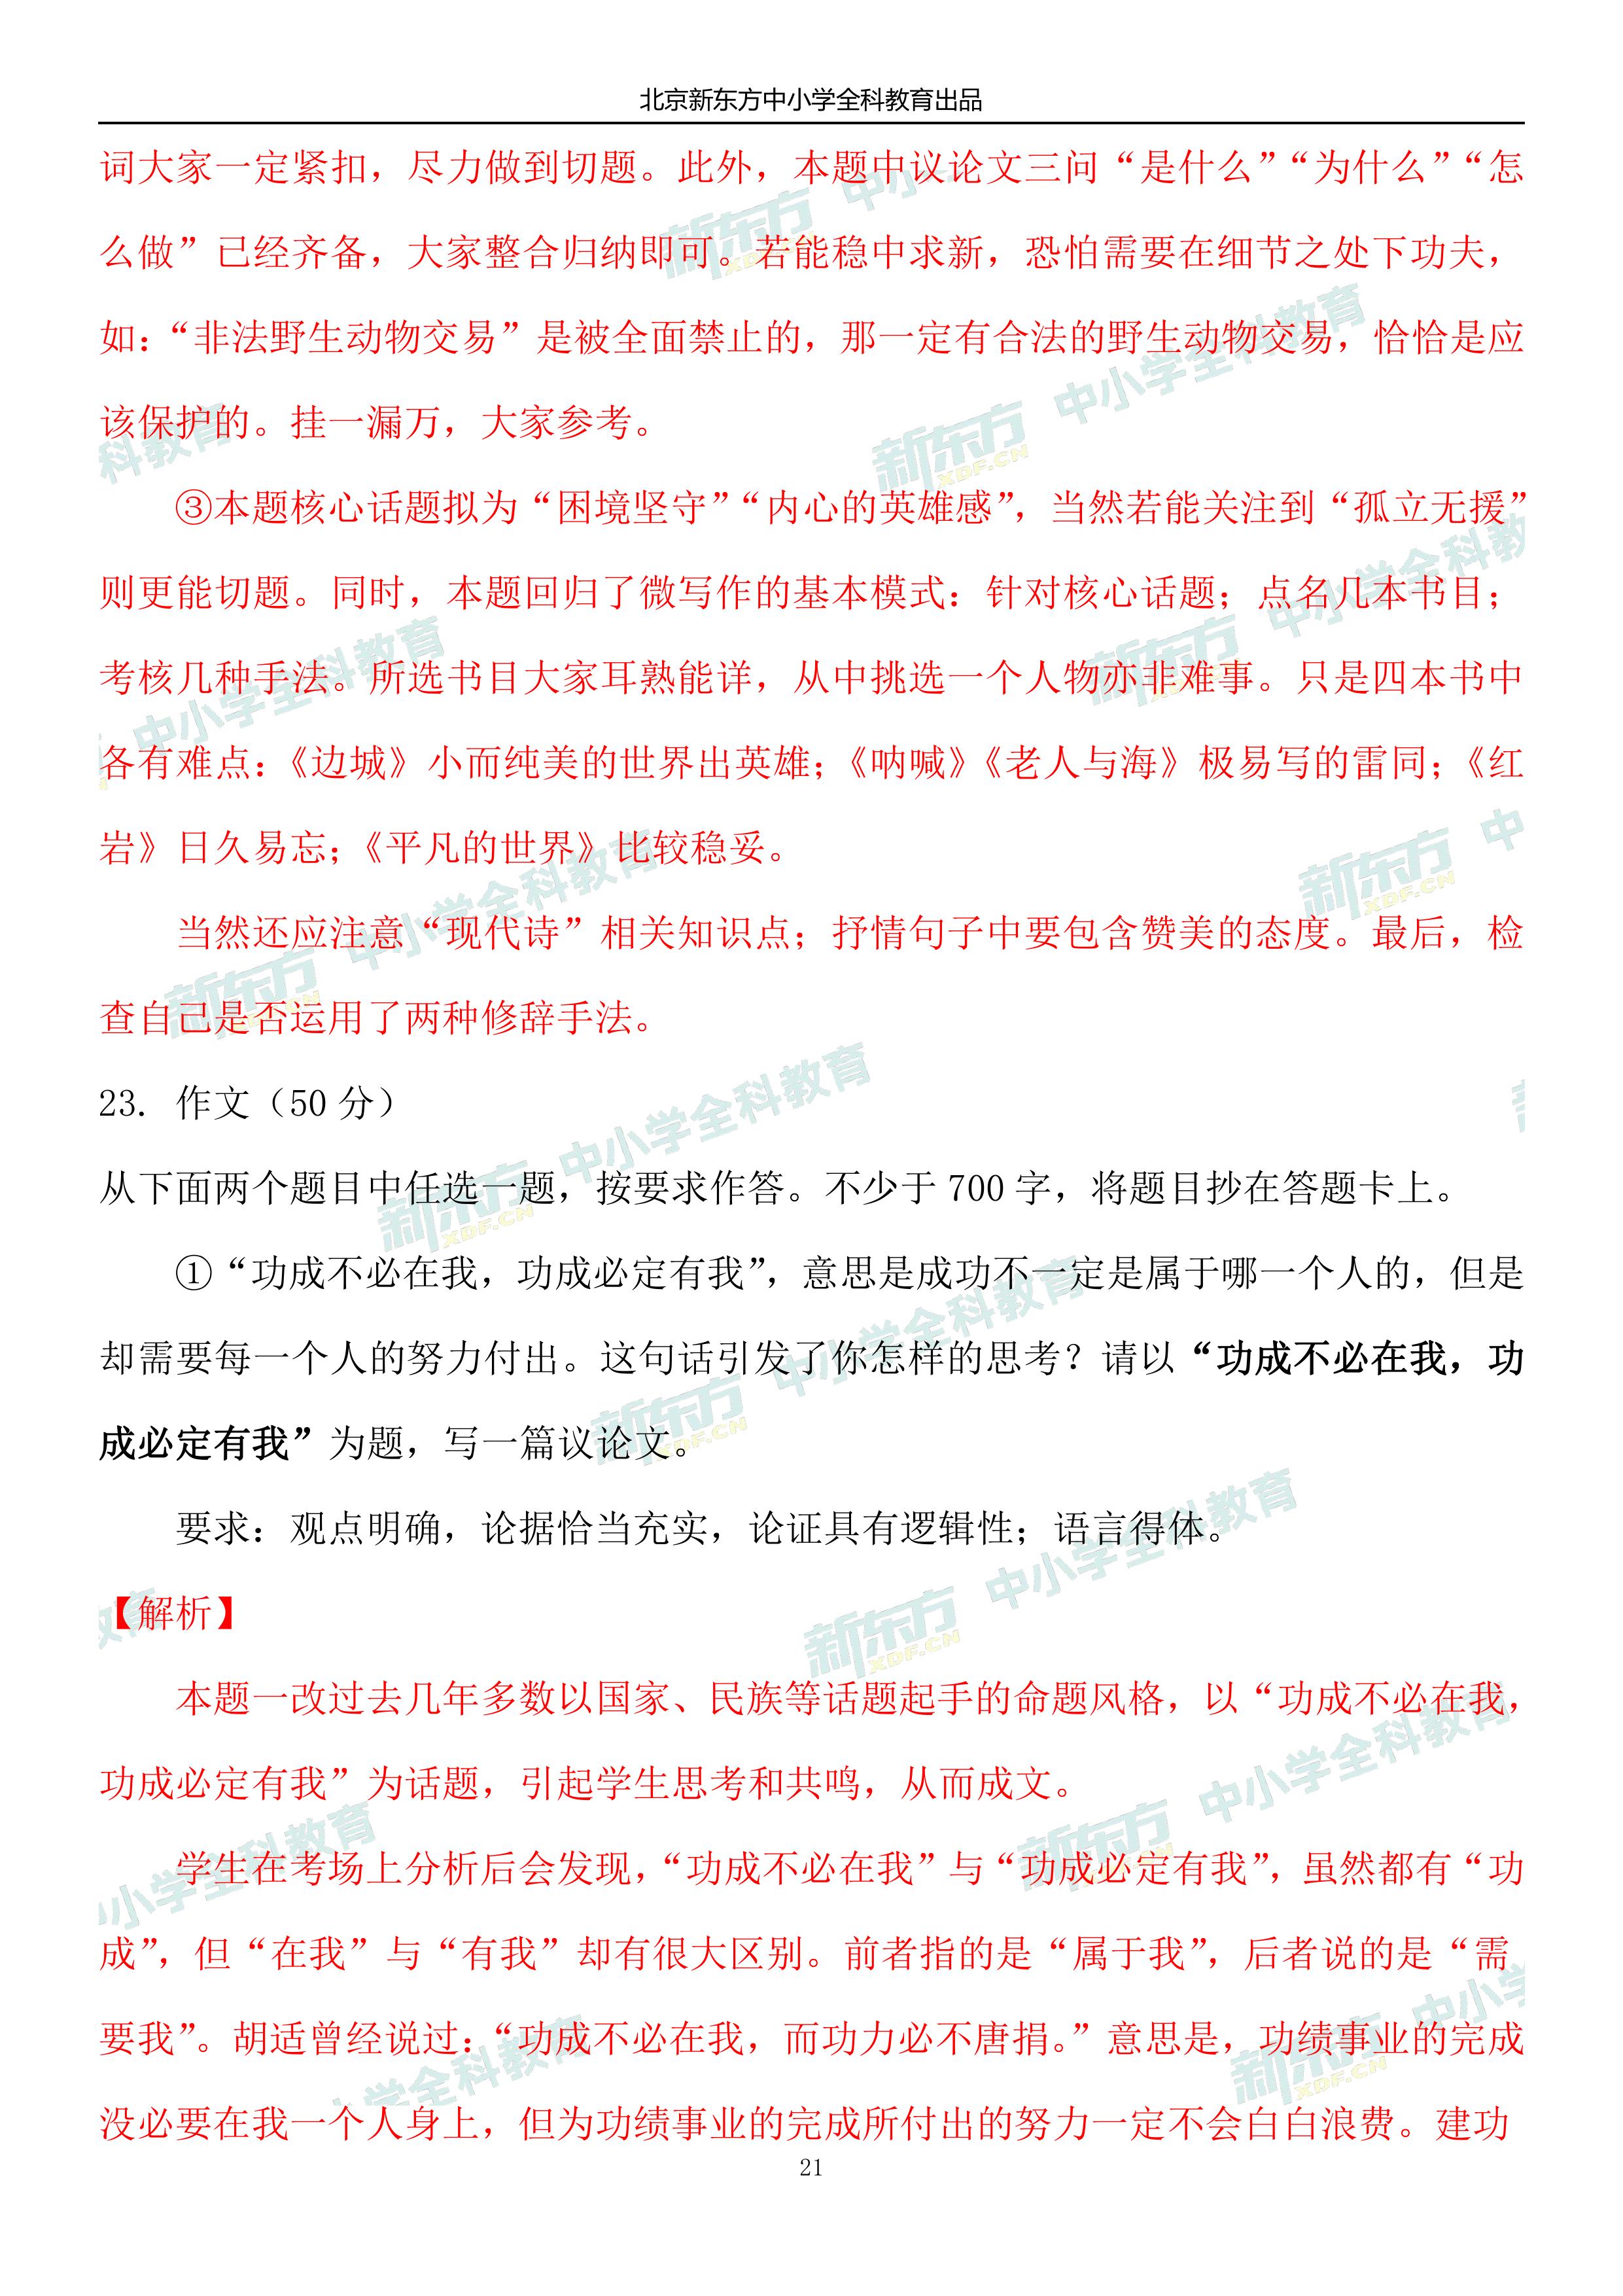 北京新东方中小学全科教育出品
词大家一定紧扣，尽力做到切题。此外，本题中议论文三问“是什么”“为什么”“怎
么做”已经齐备，大家整合归纳即可。若能稳中求新，恐怕需要在细节之处下功夫，
如：“非法野生动物交易”是被全面禁止的，那一定有合法的野生动物交易，恰恰是应
该保护的。挂一漏万，大家参考。
③本题核心话题拟为“困境坚守”“内心的英雄感”，当然若能关注到“孤立无援”
则更能切题。同时，本题回归了微写作的基本模式：针对核心话题；点名几本书目；
考核几种手法。所选书目大家耳熟能详，从中挑选一个人物亦非难事。只是四本书中
各有难点：《边城》小而纯美的世界出英雄；《呐喊》《老人与海》极易写的雷同；《红
岩》日久易忘；《平凡的世界》比较稳妥。
当然还应注意“现代诗”相关知识点；抒情句子中要包含赞美的态度。最后，检
查自己是否运用了两种修辞手法。
23. 作文（50 分）
从下面两个题目中任选一题，按要求作答。不少于 700 字，将题目抄在答题卡上。
①“功成不必在我，功成必定有我”，意思是成功不一定是属于哪一个人的，但是
却需要每一个人的努力付出。这句话引发了你怎样的思考？请以“功成不必在我，功
成必定有我”为题，写一篇议论文。
要求：观点明确，论据恰当充实，论证具有逻辑性；语言得体。
【解析】
本题一改过去几年多数以国家、民族等话题起手的命题风格，以“功成不必在我，
功成必定有我”为话题，引起学生思考和共鸣，从而成文。
学生在考场上分析后会发现，“功成不必在我”与“功成必定有我”，虽然都有“功
成”，但“在我”与“有我”却有很大区别。前者指的是“属于我”，后者说的是“需
要我”。胡适曾经说过：“功成不必在我，而功力必不唐捐。”意思是，功绩事业的完成
没必要在我一个人身上，但为功绩事业的完成所付出的努力一定不会白白浪费。建功
21